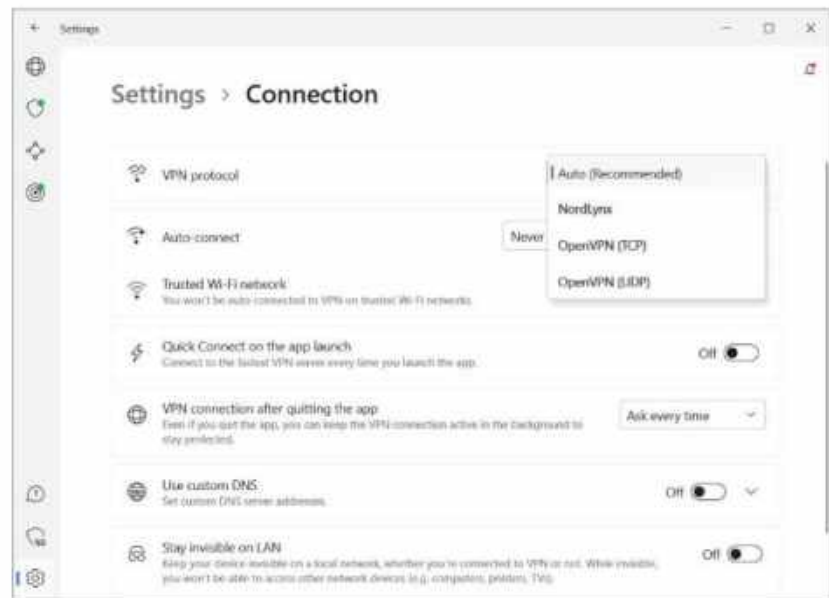 Settings
Settings > Connection
VPN protocol
Auto (Recommended)
NordLynx
OpenVPN (TCP)
OpenVPN (UDP)
Auto-connect
Never
Trusted Wi-Fi network
You won't be auto-connected to VPN on trusted Wi-Fi networks.
Quick Connect on the app launch
Off
Connect to the fastest VPN server every time you launch the app.
VPN connection after quitting the app
Ask every time
Even if you quit the app, you can keep the VPN connection active in the background to
stay protected.
Use custom DNS
Off
Set custom DNS server addresses.
Stay invisible on LAN
Off
Keep your device invisible on a local network, whether you're connected to VPN or not. While invisible,
you won't be able to access other network devices (e.g. computers, printers, TVs).